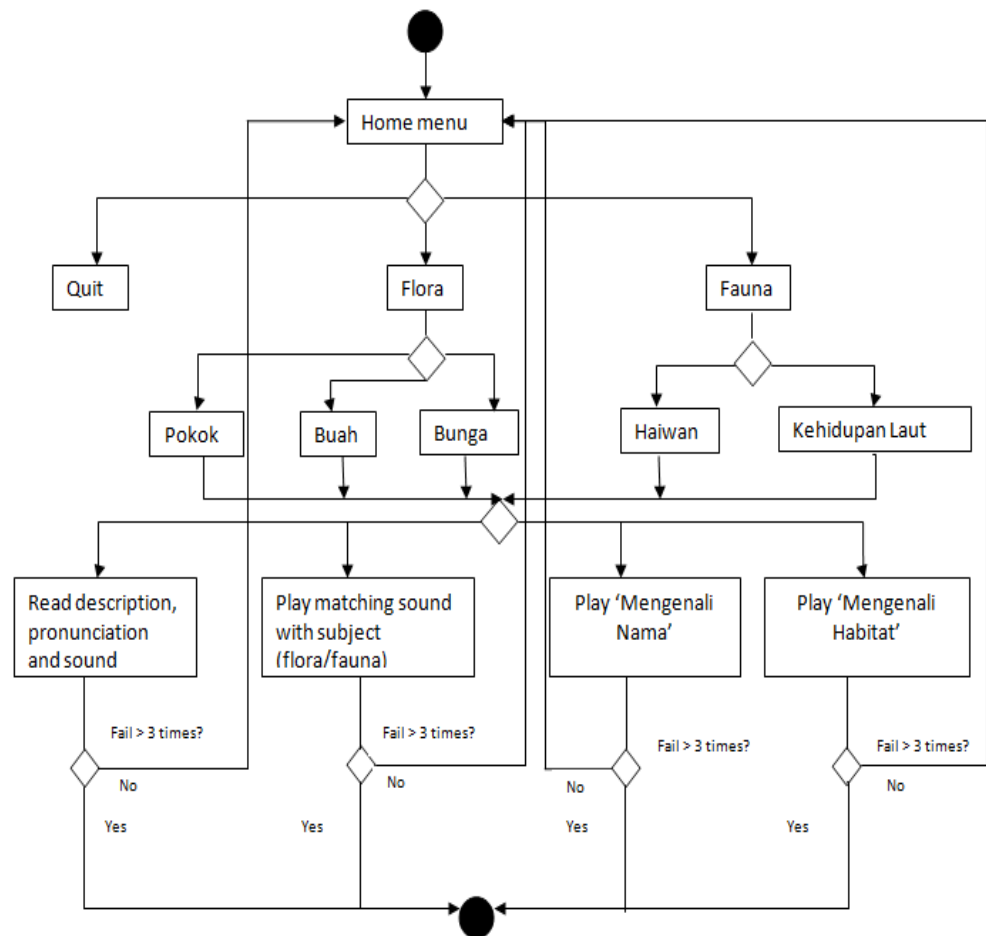 Home menu
Quit
Flora
Fauna
Pokok
Buah
Bunga
Haiwan
Kehidupan Laut
Read description,
pronunciation
and sound
Play matching sound
with subject
(flora/fauna)
Play ‘Mengenali
Nama’
Play ‘Mengenali
Habitat’
Fail > 3 times?
No
Yes
Fail > 3 times?
No
Yes
Fail > 3 times?
No
Yes
Fail > 3 times?
No
Yes